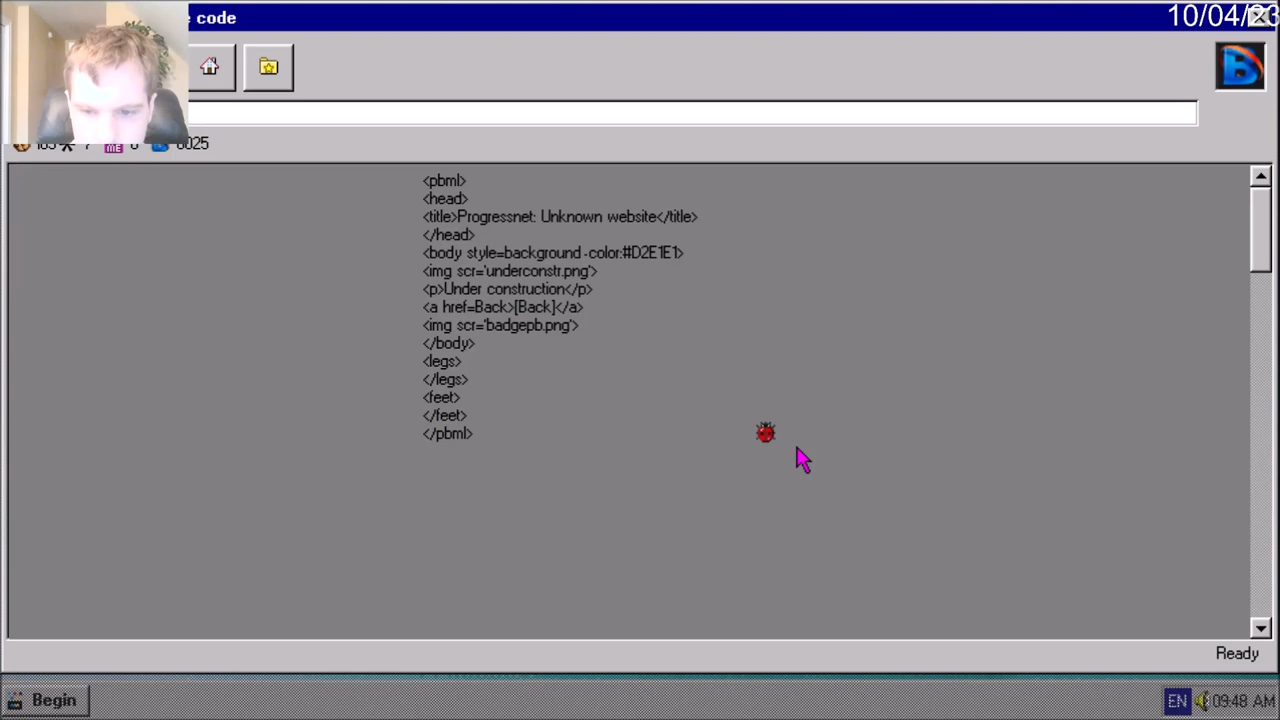 code
10/04/23
6025
<pbml>
<head>
<title>Progressnet: Unknown website</title>
</head>
<body style=background-color:#D2E1E1>
<img scr='underconstr.png'>
<p>Under construction</p>
<a href=Back>[Back]</a>
<img scr='badgepb.png'>
</body>
<legs>
</legs>
<feet>
</feet>
</pbml>
Ready
Begin
EN
09:48 AM